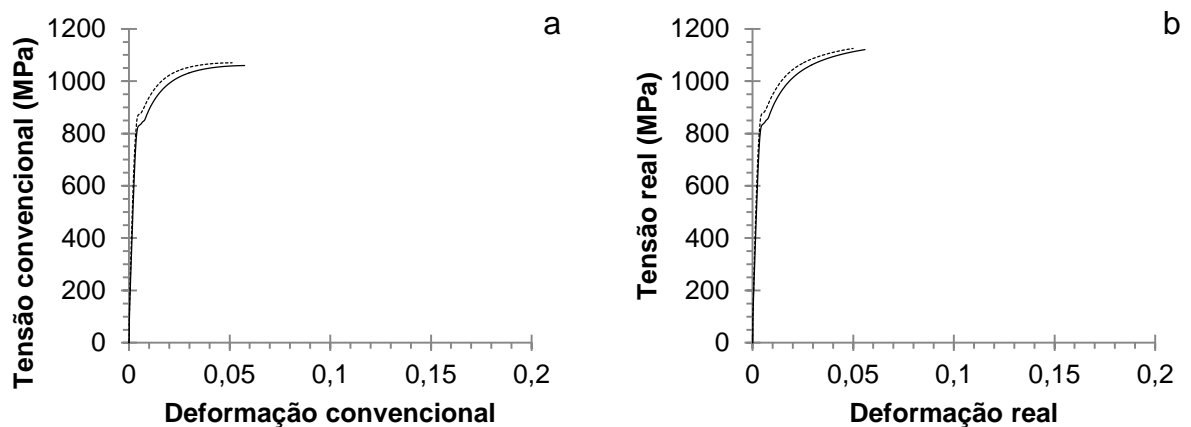 a
1200
1000
800
600
400
200
0
Tensão convencional (MPa)
0 0,05 0,1 0,15 0,2
Deformação convencional
b
1200
1000
800
600
400
200
0
Tensão real (MPa)
0 0,05 0,1 0,15 0,2
Deformação real